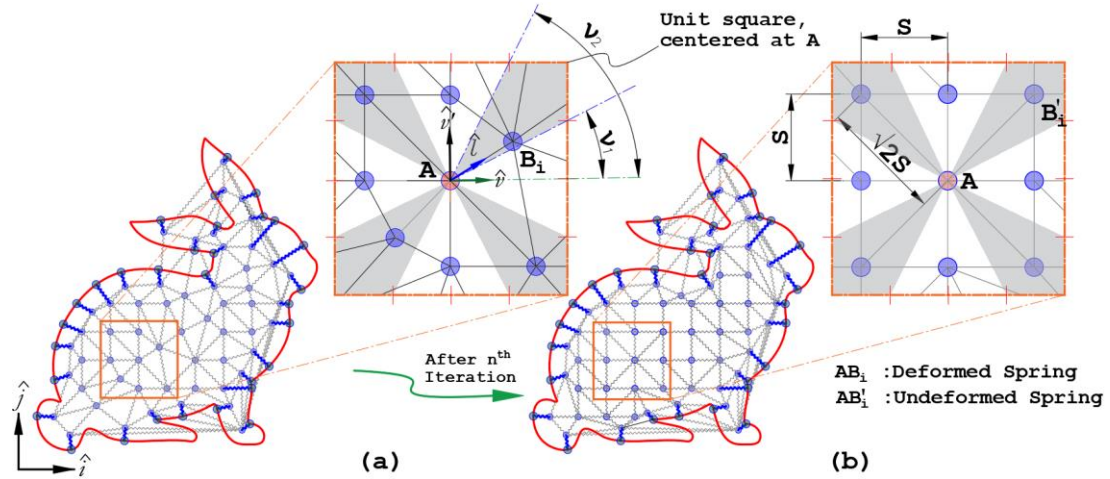 Unit square,
centered at A
ν₂
ν₁
v̂'
l̂
A
Bᵢ
v̂
S
S
√2S
B'ᵢ
A
After nᵗʰ
Iteration
ABᵢ :Deformed Spring
AB'ᵢ :Undeformed Spring
ĵ
î
(a)
(b)